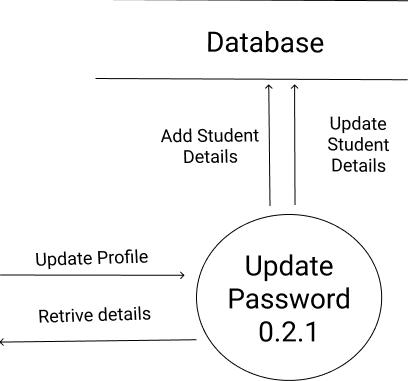 Database
Add Student
Details
Update
Student
Details
Update Profile
Retrive details
Update
Password
0.2.1